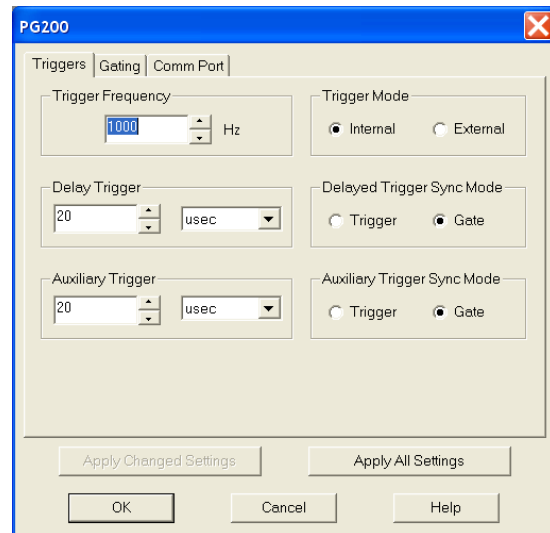 PG200
Triggers Gating Comm Port
Trigger Frequency
1000 Hz
Trigger Mode
Internal External
Delay Trigger
20 usec
Delayed Trigger Sync Mode
Trigger Gate
Auxiliary Trigger
20 usec
Auxiliary Trigger Sync Mode
Trigger Gate
Apply Changed Settings Apply All Settings
OK Cancel Help